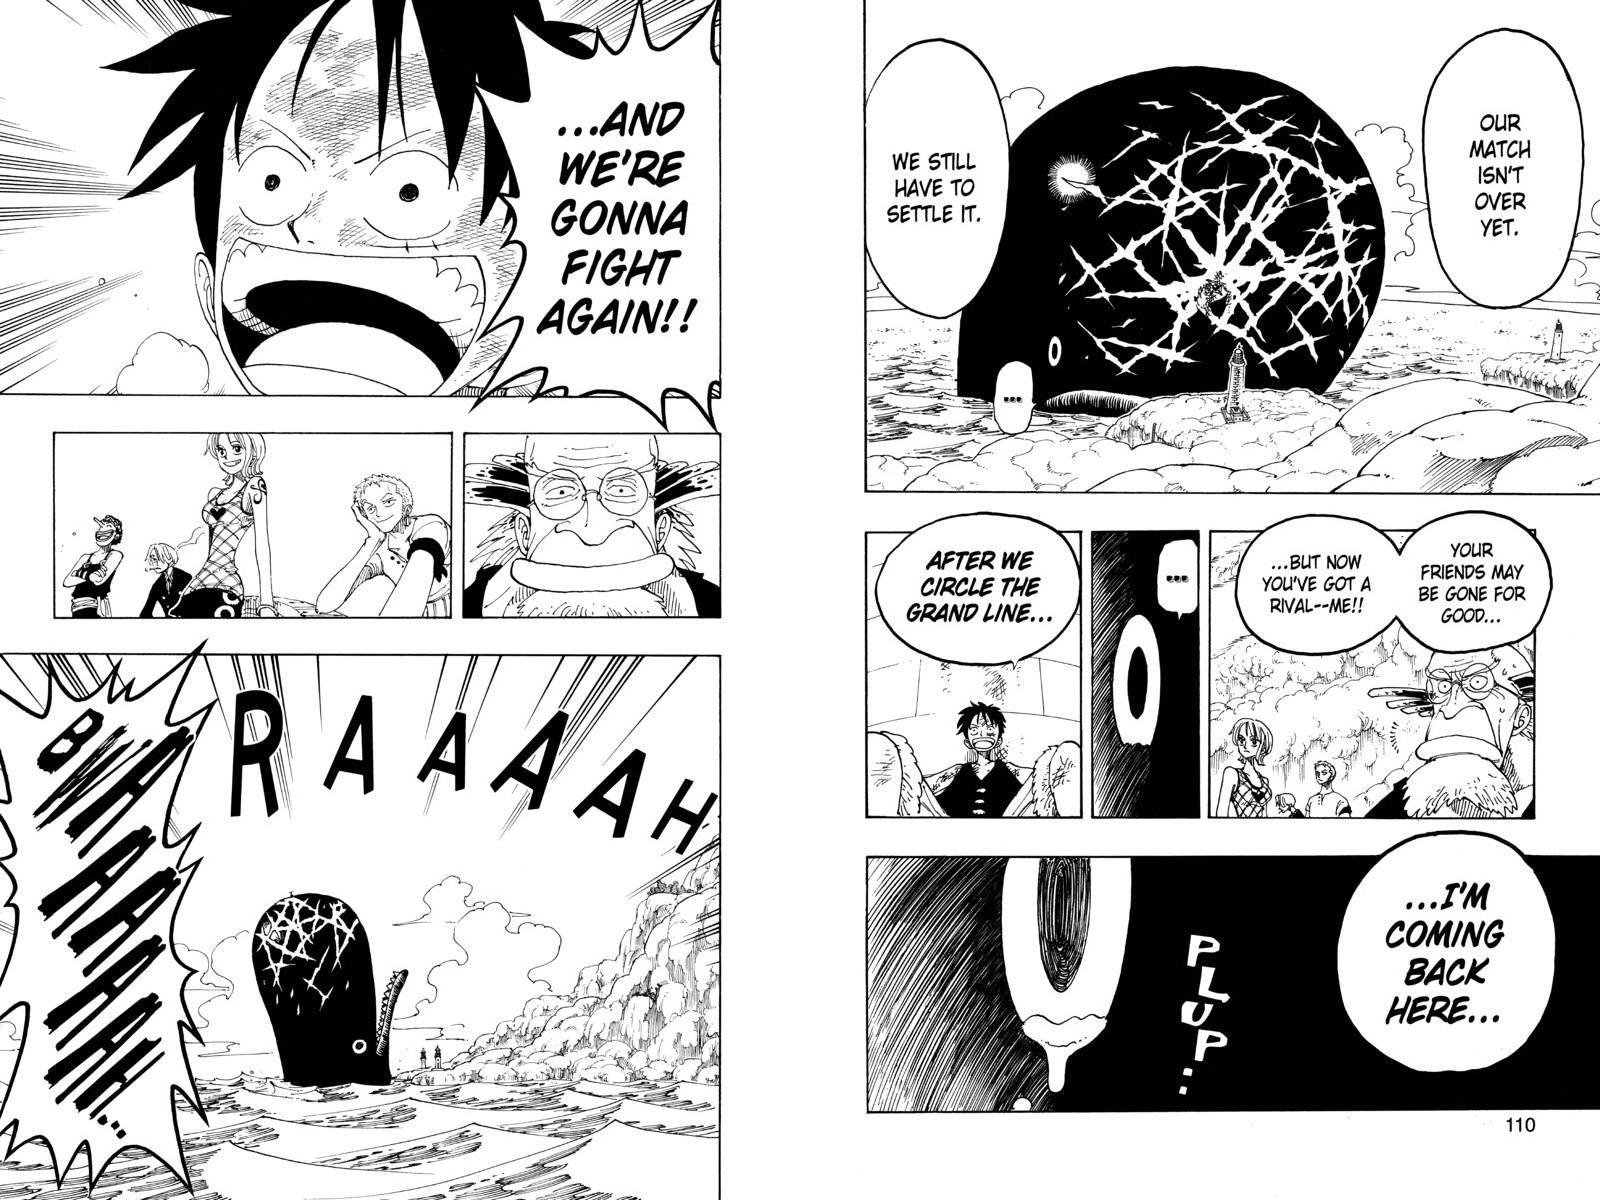 OUR
MATCH
ISN'T
OVER
YET.
WE STILL
HAVE TO
SETTLE IT.
...
YOUR
FRIENDS MAY
BE GONE FOR
GOOD...
...BUT NOW
YOU'VE GOT A
RIVAL--ME!!
...
AFTER WE
CIRCLE THE
GRAND LINE...
...I'M
COMING
BACK
HERE...
PLUP...
110
...AND
WE'RE
GONNA
FIGHT
AGAIN!!
RAAAAH
BWAAAAAAAH...